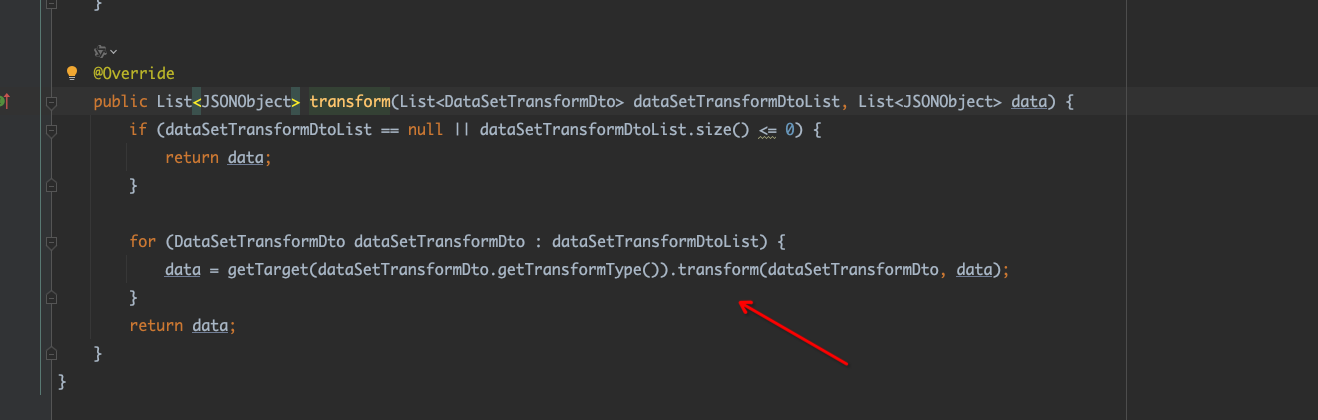 }
@Override
public List<JSONObject> transform(List<DataSetTransformDto> dataSetTransformDtoList, List<JSONObject> data) {
if (dataSetTransformDtoList == null || dataSetTransformDtoList.size() <= 0) {
return data;
}
for (DataSetTransformDto dataSetTransformDto : dataSetTransformDtoList) {
data = getTarget(dataSetTransformDto.getTransformType()).transform(dataSetTransformDto, data);
}
return data;
}
}